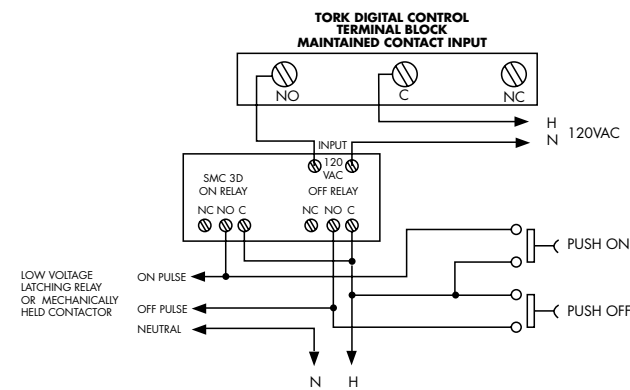 TORK DIGITAL CONTROL
TERMINAL BLOCK
MAINTAINED CONTACT INPUT
NO
C
NC
H
N
120VAC
INPUT
120
VAC
SMC 3D
ON RELAY
OFF RELAY
NC NO C
NC NO C
PUSH ON
LOW VOLTAGE
LATCHING RELAY
OR MECHANICALLY
HELD CONTACTOR
ON PULSE
OFF PULSE
NEUTRAL
PUSH OFF
N
H